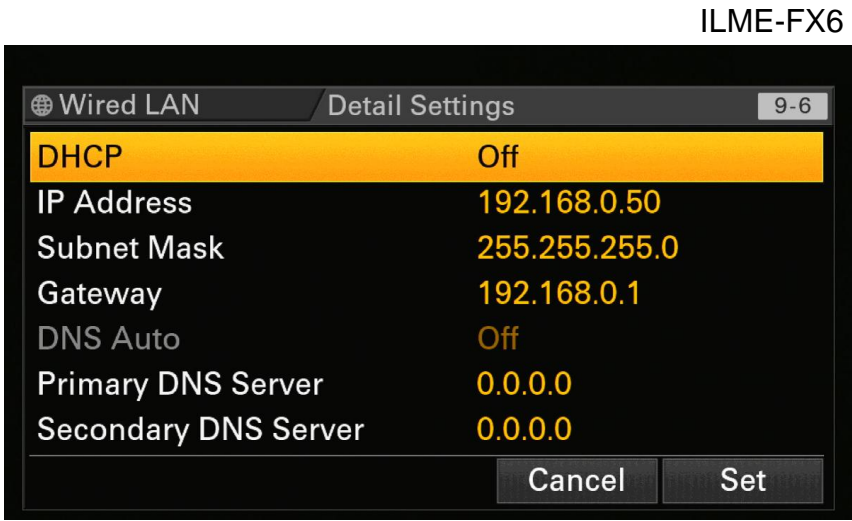 ILME-FX6
Wired LAN Detail Settings 9-6
DHCP Off
IP Address 192.168.0.50
Subnet Mask 255.255.255.0
Gateway 192.168.0.1
DNS Auto Off
Primary DNS Server 0.0.0.0
Secondary DNS Server 0.0.0.0
Cancel Set